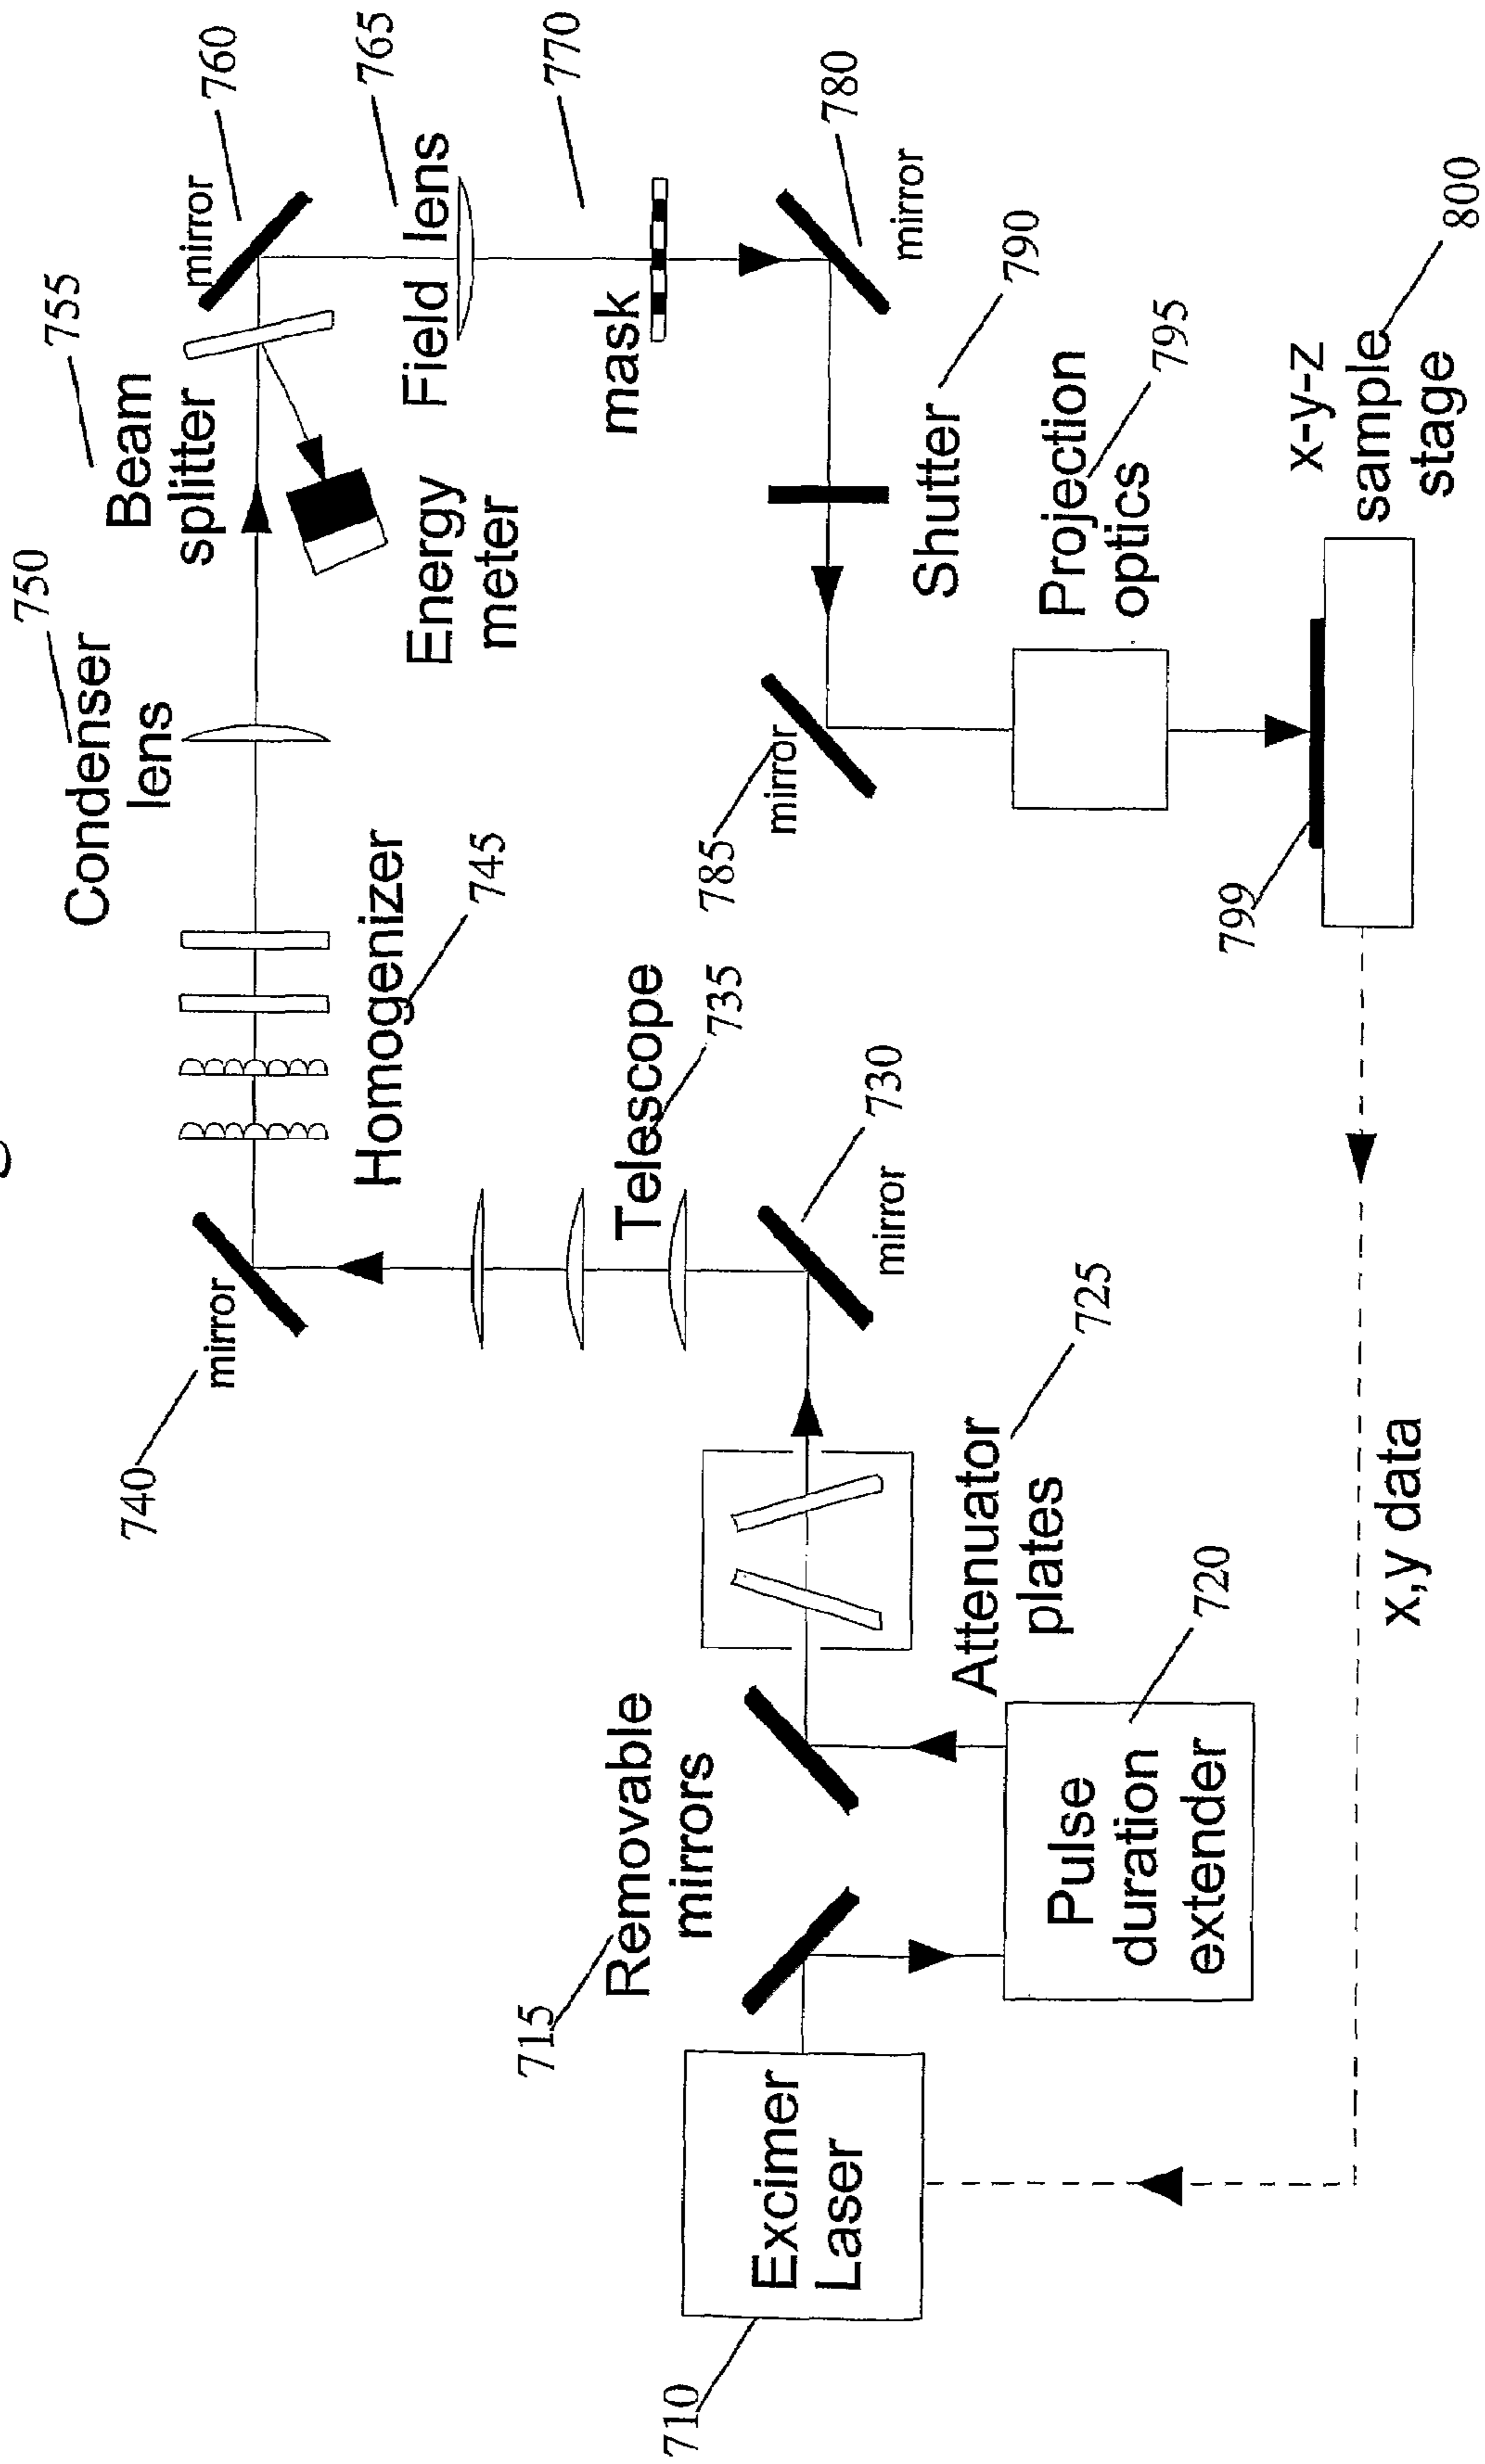 740
mirror
Homogenizer
745
Condenser
lens
750
Beam
splitter
755
Energy
meter
mirror
760
Field lens
765
mask
770
mirror
780
Shutter
790
785
mirror
Projection
optics
795
799
x-y-z
sample
stage
800
Telescope
735
mirror
730
Attenuator
plates
725
715
Removable
mirrors
Pulse
duration
extender
720
Excimer
Laser
710
x,y data